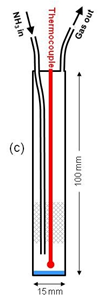 NH3 in
Thermocouple
Gas out
(c)
100 mm
15 mm